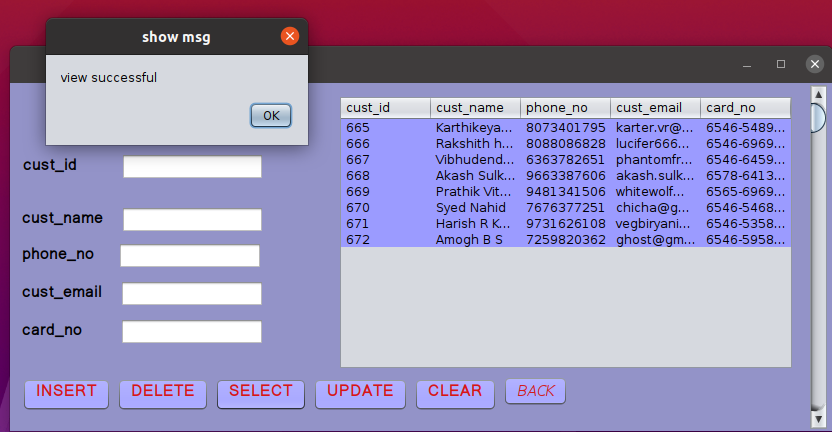 show msg
view successful
OK
cust_id
cust_name
phone_no
cust_email
card_no
cust_id cust_name phone_no cust_email card_no
665 Karthikeya... 8073401795 karter.vr@... 6546-5489...
666 Rakshith h... 8088086828 lucifer666... 6546-6969...
667 Vibhudend... 6363782651 phantomfr... 6546-6459...
668 Akash Sulk... 9663387606 akash.sulk... 6578-6413...
669 Prathik Vit... 9481341506 whitewolf... 6565-6969...
670 Syed Nahid 7676377251 chicha@g... 6546-5468...
671 Harish R K... 9731626108 vegbiryani... 6546-5358...
672 Amogh B S 7259820362 ghost@gm... 6546-5958...
INSERT DELETE SELECT UPDATE CLEAR BACK